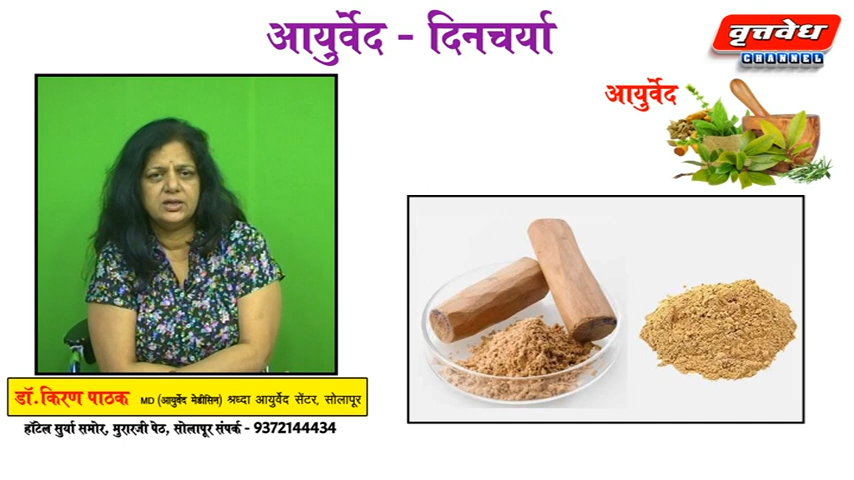 आयुर्वेद - दिनचर्या
वृत्तवेध
CHANNEL
आयुर्वेद
डॉ.किरण पाठक MD (आयुर्वेद मेडीसिन) श्रध्दा आयुर्वेद सेंटर, सोलापूर
हॉटेल सुर्या समोर, मुरारजी पेठ, सोलापूर संपर्क - 9372144434